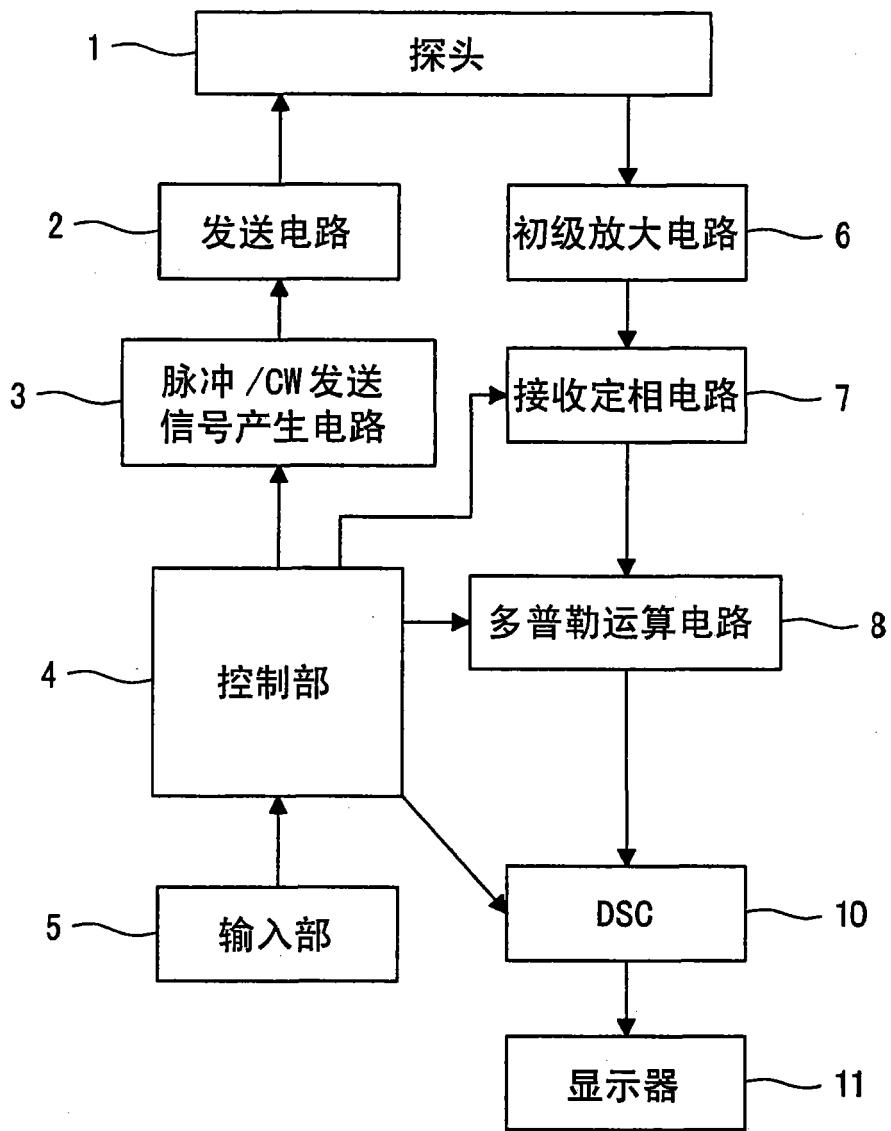 1
探头
2
发送电路
初级放大电路
6
3
脉冲/CW发送
信号产生电路
接收定相电路
7
4
控制部
多普勒运算电路
8
5
输入部
DSC
10
显示器
11